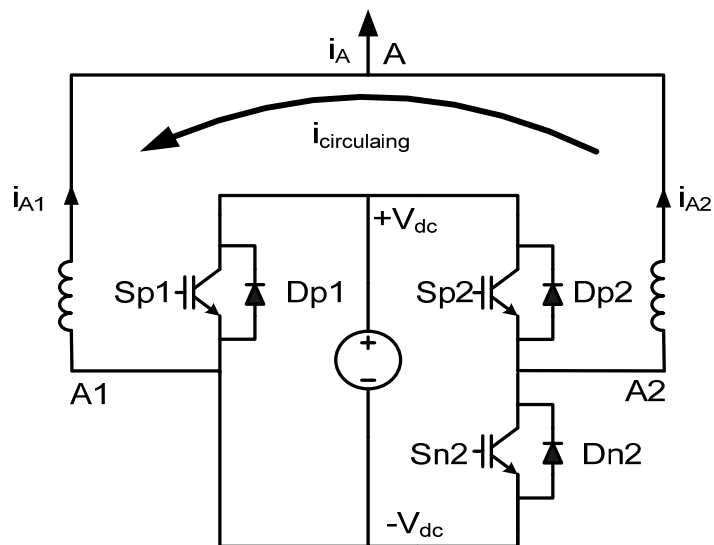 iA A
icirculaing
iA1
iA2
+Vdc
Sp1 Dp1 Sp2 Dp2
+
−
A1 A2
Sn2 Dn2
-Vdc